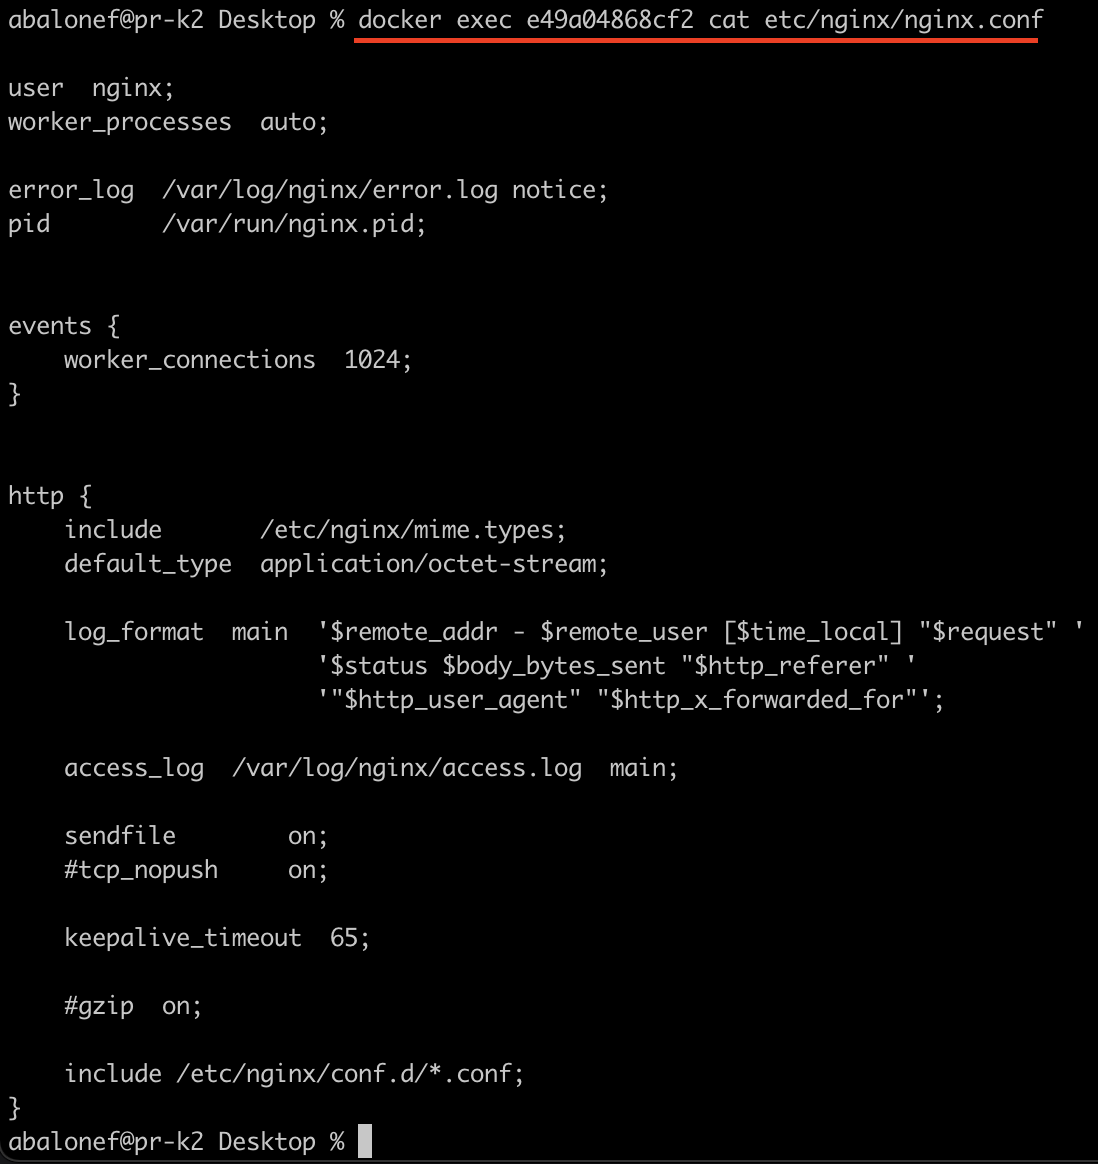 abalonef@pr-k2 Desktop % docker exec e49a04868cf2 cat etc/nginx/nginx.conf
user  nginx;
worker_processes  auto;
error_log  /var/log/nginx/error.log notice;
pid        /var/run/nginx.pid;
events {
    worker_connections  1024;
}
http {
    include       /etc/nginx/mime.types;
    default_type  application/octet-stream;
    log_format  main  '$remote_addr - $remote_user [$time_local] "$request" '
                      '$status $body_bytes_sent "$http_referer" '
                      '"$http_user_agent" "$http_x_forwarded_for"';
    access_log  /var/log/nginx/access.log  main;
    sendfile        on;
    #tcp_nopush     on;
    keepalive_timeout  65;
    #gzip  on;
    include /etc/nginx/conf.d/*.conf;
}
abalonef@pr-k2 Desktop %